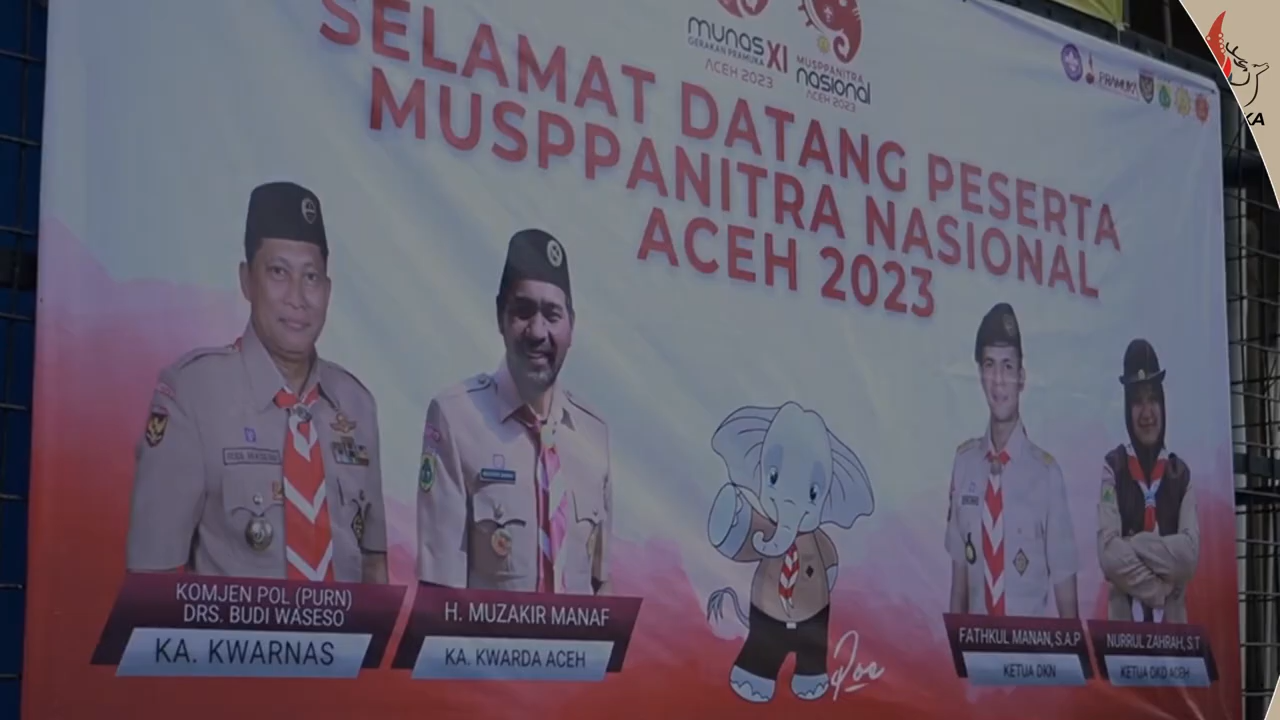 munas XI
GERAKAN PRAMUKA
ACEH 2023
MUSPPANITRA
nasional
ACEH 2023
PRAMUKA
SELAMAT DATANG PESERTA
MUSPPANITRA NASIONAL
ACEH 2023
KOMJEN POL (PURN)
DRS. BUDI WASESO
KA. KWARNAS
H. MUZAKIR MANAF
KA. KWARDA ACEH
FATHKUL MANAN, S.A.P
KETUA DKN
NURRUL ZAHRAH, S.T
KETUA DKD ACEH